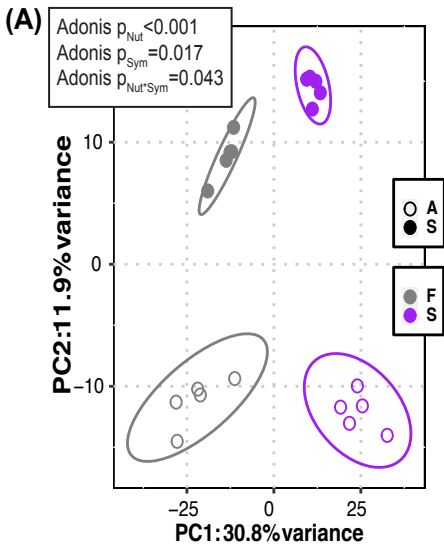 (A)
Adonis pNut<0.001
Adonis pSym=0.017
Adonis pNut*Sym=0.043
PC2:11.9%variance
10
0
−10
A
S
F
S
−25
0
25
PC1:30.8%variance